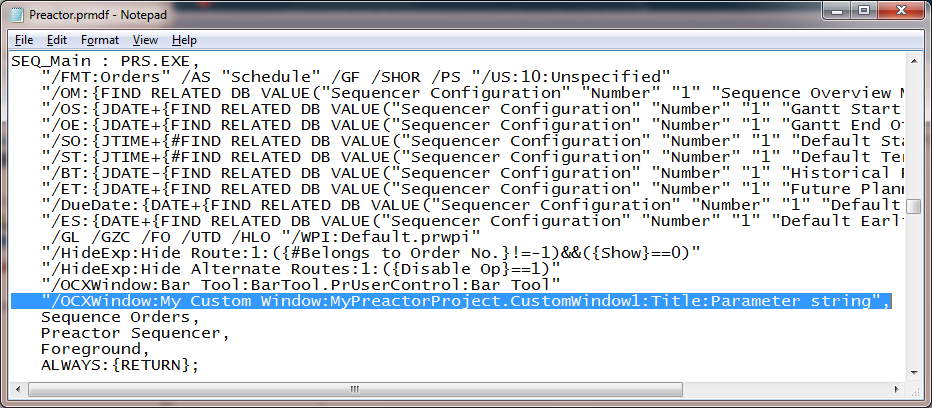 Preactor.prmdf - Notepad
File Edit Format View Help
SEQ_Main : PRS.EXE,
"/FMT:Orders" /AS "Schedule" /GF /SHOR /PS "/US:10:Unspecified"
"/OM:{FIND RELATED DB VALUE("Sequencer Configuration" "Number" "1" "Sequence Overview
"/OS:{JDATE+{FIND RELATED DB VALUE("Sequencer Configuration" "Number" "1" "Gantt Start
"/OE:{JDATE+{FIND RELATED DB VALUE("Sequencer Configuration" "Number" "1" "Gantt End
"/SO:{JTIME+{#FIND RELATED DB VALUE("Sequencer Configuration" "Number" "1" "Default
"/ST:{JTIME+{#FIND RELATED DB VALUE("Sequencer Configuration" "Number" "1" "Default
"/BT:{JDATE-{FIND RELATED DB VALUE("Sequencer Configuration" "Number" "1" "Historical
"/ET:{JDATE+{FIND RELATED DB VALUE("Sequencer Configuration" "Number" "1" "Future
"/DueDate:{DATE+{FIND RELATED DB VALUE("Sequencer Configuration" "Number" "1" "Default
"/ES:{DATE+{FIND RELATED DB VALUE("Sequencer Configuration" "Number" "1" "Default
/GL /GZC /FO /UTD /HLO "/WPI:Default.prwpi"
"/HideExp:Hide Route:1:({#Belongs to Order No.}!=-1)&&({Show}==0)"
"/HideExp:Hide Alternate Routes:1:({Disable Op}==1)"
"/OCXWindow:Bar Tool:BarTool.PrUserControl:Bar Tool"
"/OCXWindow:My Custom Window:MyPreactorProject.CustomWindow1:Title:Parameter string",
Sequence Orders,
Preactor Sequencer,
Foreground,
ALWAYS:{RETURN};